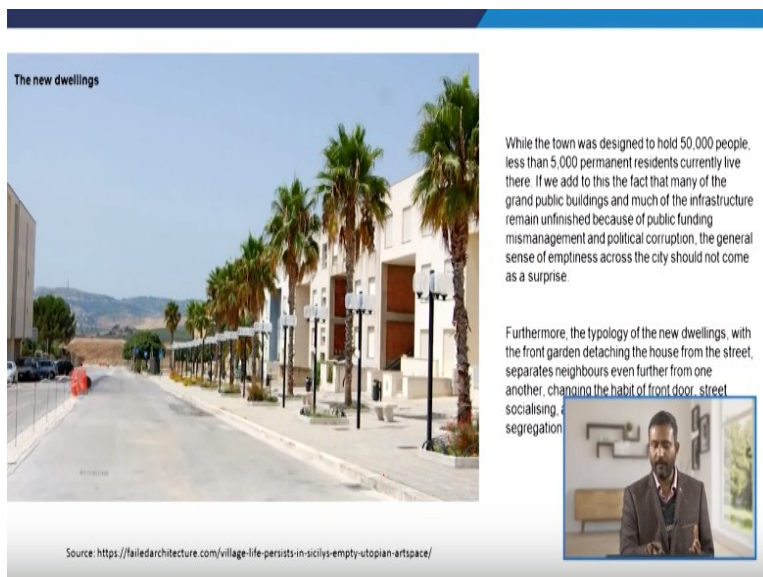 The new dwellings
While the town was designed to hold 50,000 people,
less than 5,000 permanent residents currently live
there. If we add to this the fact that many of the
grand public buildings and much of the infrastructure
remain unfinished because of public funding
mismanagement and political corruption, the general
sense of emptiness across the city should not come
as a surprise.
Furthermore, the typology of the new dwellings, with
the front garden detaching the house from the street,
separates neighbours even further from one
another, changing the habit of front door, street
socialising,
segregation
Source: https://failedarchitecture.com/village-life-persists-in-sicilys-empty-utopian-artspace/